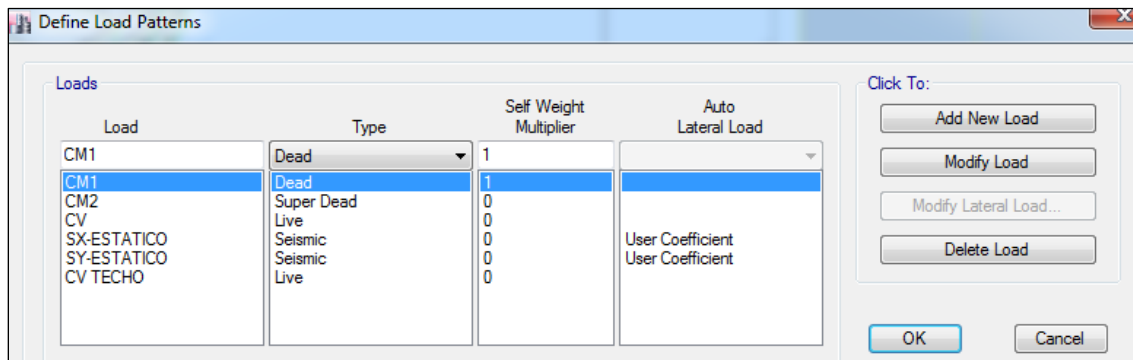 Define Load Patterns
X
Loads
Load Type Self Weight Multiplier Auto Lateral Load
CM1 Dead 1
CM1 Dead 1
CM2 Super Dead 0
CV Live 0
SX-ESTATICO Seismic 0 User Coefficient
SY-ESTATICO Seismic 0 User Coefficient
CV TECHO Live 0
Click To:
Add New Load
Modify Load
Modify Lateral Load...
Delete Load
OK Cancel